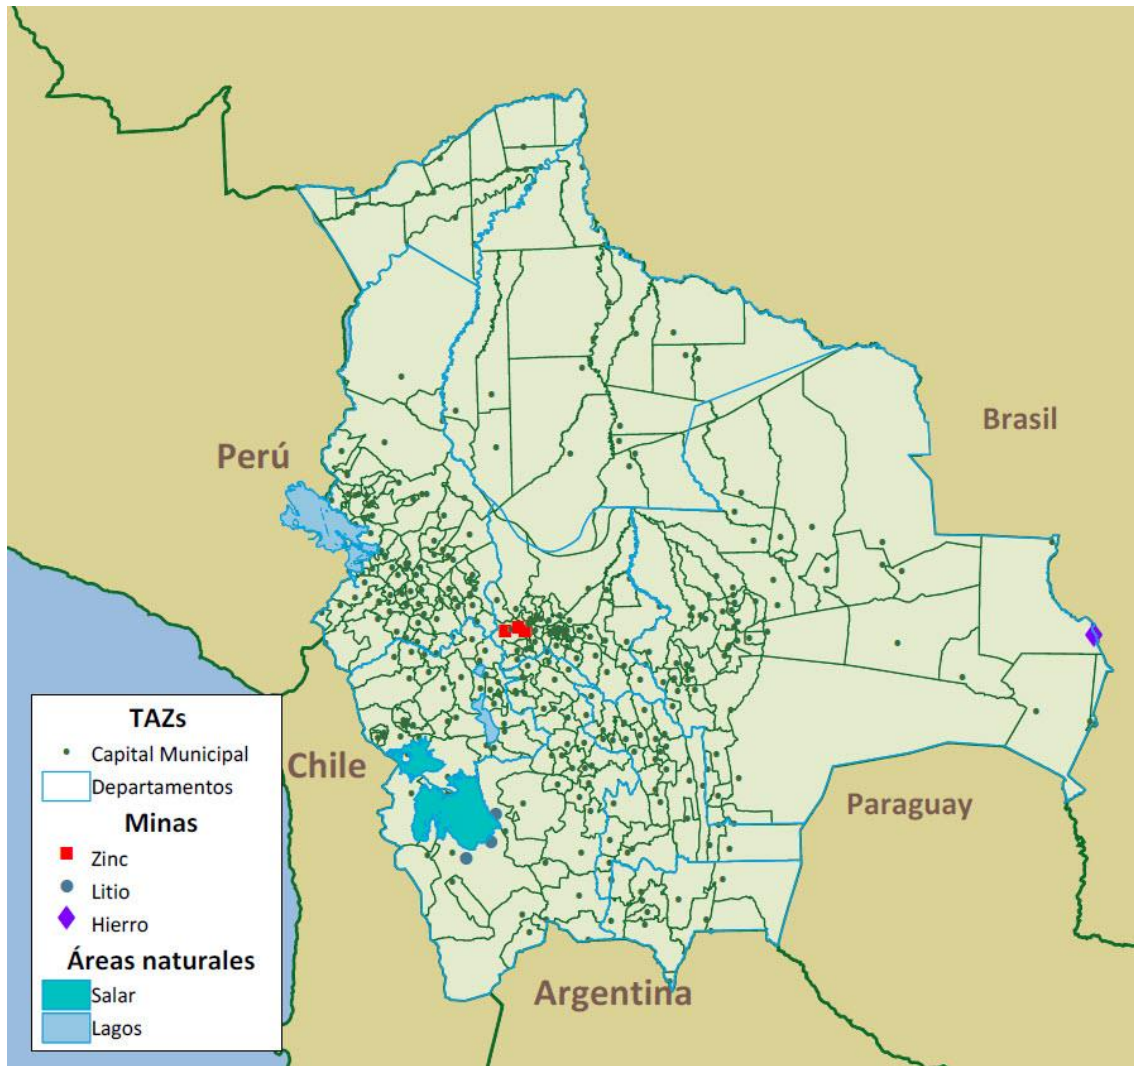 Brasil
Perú
Chile
Paraguay
Argentina
TAZs
Capital Municipal
Departamentos
Minas
Zinc
Litio
Hierro
Áreas naturales
Salar
Lagos